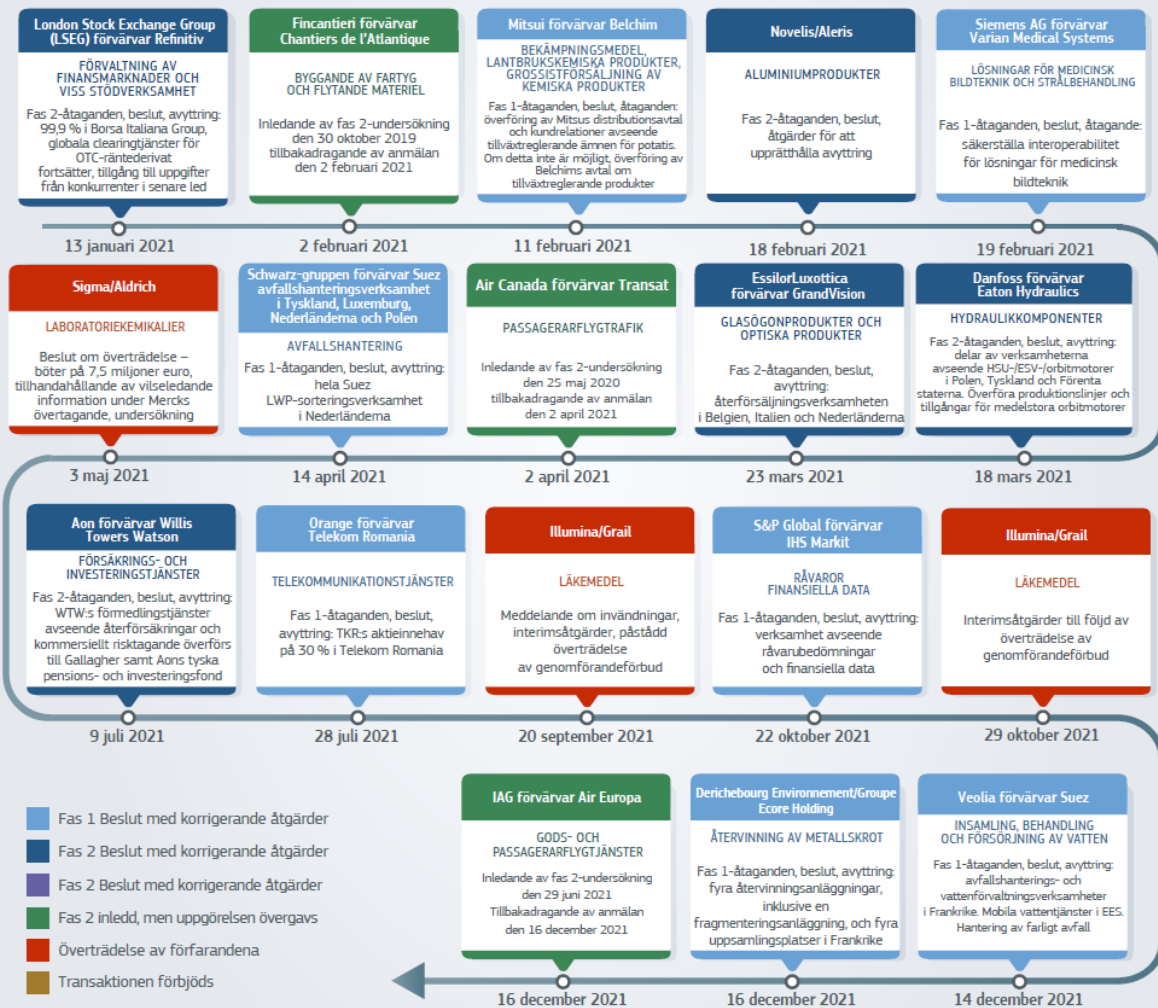 London Stock Exchange Group
(LSEG) förvärvar Refinitiv
FÖRVALTNING AV
FINANSMARKNADER OCH
VISS STÖDVERKSAMHET
Fas 2-åtaganden, beslut, avyttring:
99,9 % i Borsa Italiana Group,
globala clearingtjänster för
OTC-räntederivat
fortsätter, tillgång till uppgifter
från konkurrenter i senare led
13 januari 2021
Fincantieri förvärvar
Chantiers de l'Atlantique
BYGGANDE AV FARTYG
OCH FLYTANDE MATERIEL
Inledande av fas 2-undersökning
den 30 oktober 2019
tillbakadragande av anmälan
den 2 februari 2021
2 februari 2021
Mitsui förvärvar Belchim
BEKÄMPNINGSMEDEL,
LANTBRUKSKEMISKA PRODUKTER,
GROSSISTFÖRSÄLJNING AV
KEMISKA PRODUKTER
Fas 1-åtaganden, beslut, åtaganden:
överföring av Mitsus distributionsavtal
och kundrelationer avseende
tillväxtreglerande ämnen för potatis.
Om detta inte är möjligt, överföring av
Belchims avtal om
tillväxtreglerande produkter
11 februari 2021
Novelis/Aleris
ALUMINIUMPRODUKTER
Fas 2-åtaganden, beslut,
åtgärder för att
upprätthålla avyttring
18 februari 2021
Siemens AG förvärvar
Varian Medical Systems
LÖSNINGAR FÖR MEDICINSK
BILDTEKNIK OCH STRÅLBEHANDLING
Fas 1-åtaganden, beslut, åtagande:
säkerställa interoperabilitet
för lösningar för medicinsk
bildteknik
19 februari 2021
Sigma/Aldrich
LABORATORIEKEMIKALIER
Beslut om överträdelse –
böter på 7,5 miljoner euro,
tillhandahållande av vilseledande
information under Mercks
övertagande, undersökning
3 maj 2021
Schwarz-gruppen förvärvar Suez
avfallshanteringsverksamhet
i Tyskland, Luxemburg,
Nederländerna och Polen
AVFALLSHANTERING
Fas 1-åtaganden, beslut, avyttring:
hela Suez
LWP-sorteringsverksamhet
i Nederländerna
14 april 2021
Air Canada förvärvar Transat
PASSAGERARFLYGTRAFIK
Inledande av fas 2-undersökning
den 25 maj 2020
tillbakadragande av anmälan
den 2 april 2021
2 april 2021
EssilorLuxottica
förvärvar GrandVision
GLASÖGONPRODUKTER OCH
OPTISKA PRODUKTER
Fas 2-åtaganden, beslut,
avyttring:
återförsäljningsverksamheten
i Belgien, Italien och Nederländerna
23 mars 2021
Danfoss förvärvar
Eaton Hydraulics
HYDRAULIKKOMPONENTER
Fas 2-åtaganden, beslut, avyttring:
delar av verksamheterna
avseende HSU-/ESV-/orbitmotorer
i Polen, Tyskland och Förenta
staterna. Överföra produktionslinjer och
tillgångar för medelstora orbitmotorer
18 mars 2021
Aon förvärvar Willis
Towers Watson
FÖRSÄKRINGS- OCH
INVESTERINGSTJÄNSTER
Fas 2-åtaganden, beslut, avyttring:
WTW:s förmedlingstjänster
avseende återförsäkringar och
kommersiellt risktagande överförs
till Gallagher samt Aons tyska
pensions- och investeringsfond
9 juli 2021
Orange förvärvar
Telekom Romania
TELEKOMMUNIKATIONSTJÄNSTER
Fas 1-åtaganden, beslut,
avyttring: TKR:s aktieinnehav
på 30 % i Telekom Romania
28 juli 2021
Illumina/Grail
LÄKEMEDEL
Meddelande om invändningar,
interimsåtgärder, påstådd
överträdelse
av genomförandeförbud
20 september 2021
S&P Global förvärvar
IHS Markit
RÅVAROR
FINANSIELLA DATA
Fas 1-åtaganden, beslut, avyttring:
verksamhet avseende
råvarubedömningar
och finansiella data
22 oktober 2021
Illumina/Grail
LÄKEMEDEL
Interimsåtgärder till följd av
överträdelse av
genomförandeförbud
29 oktober 2021
Fas 1 Beslut med korrigerande åtgärder
Fas 2 Beslut med korrigerande åtgärder
Fas 2 Beslut med korrigerande åtgärder
Fas 2 inledd, men uppgörelsen övergavs
Överträdelse av förfarandena
Transaktionen förbjöds
IAG förvärvar Air Europa
GODS- OCH
PASSAGERARFLYGTJÄNSTER
Inledande av fas 2-undersökning
den 29 juni 2021
Tillbakadragande av anmälan
den 16 december 2021
16 december 2021
Derichebourg Environnement/Groupe
Ecore Holding
ÅTERVINNING AV METALLSKROT
Fas 1-åtaganden, beslut, avyttring:
fyra återvinningsanläggningar,
inklusive en
fragmenteringsanläggning, och fyra
uppsamlingsplatser i Frankrike
16 december 2021
Veolia förvärvar Suez
INSAMLING, BEHANDLING
OCH FÖRSÖRJNING AV VATTEN
Fas 1-åtaganden, beslut, avyttring:
avfallshanterings- och
vattenförvaltningsverksamheter
i Frankrike. Mobila vattentjänster i EES.
Hantering av farligt avfall
14 december 2021